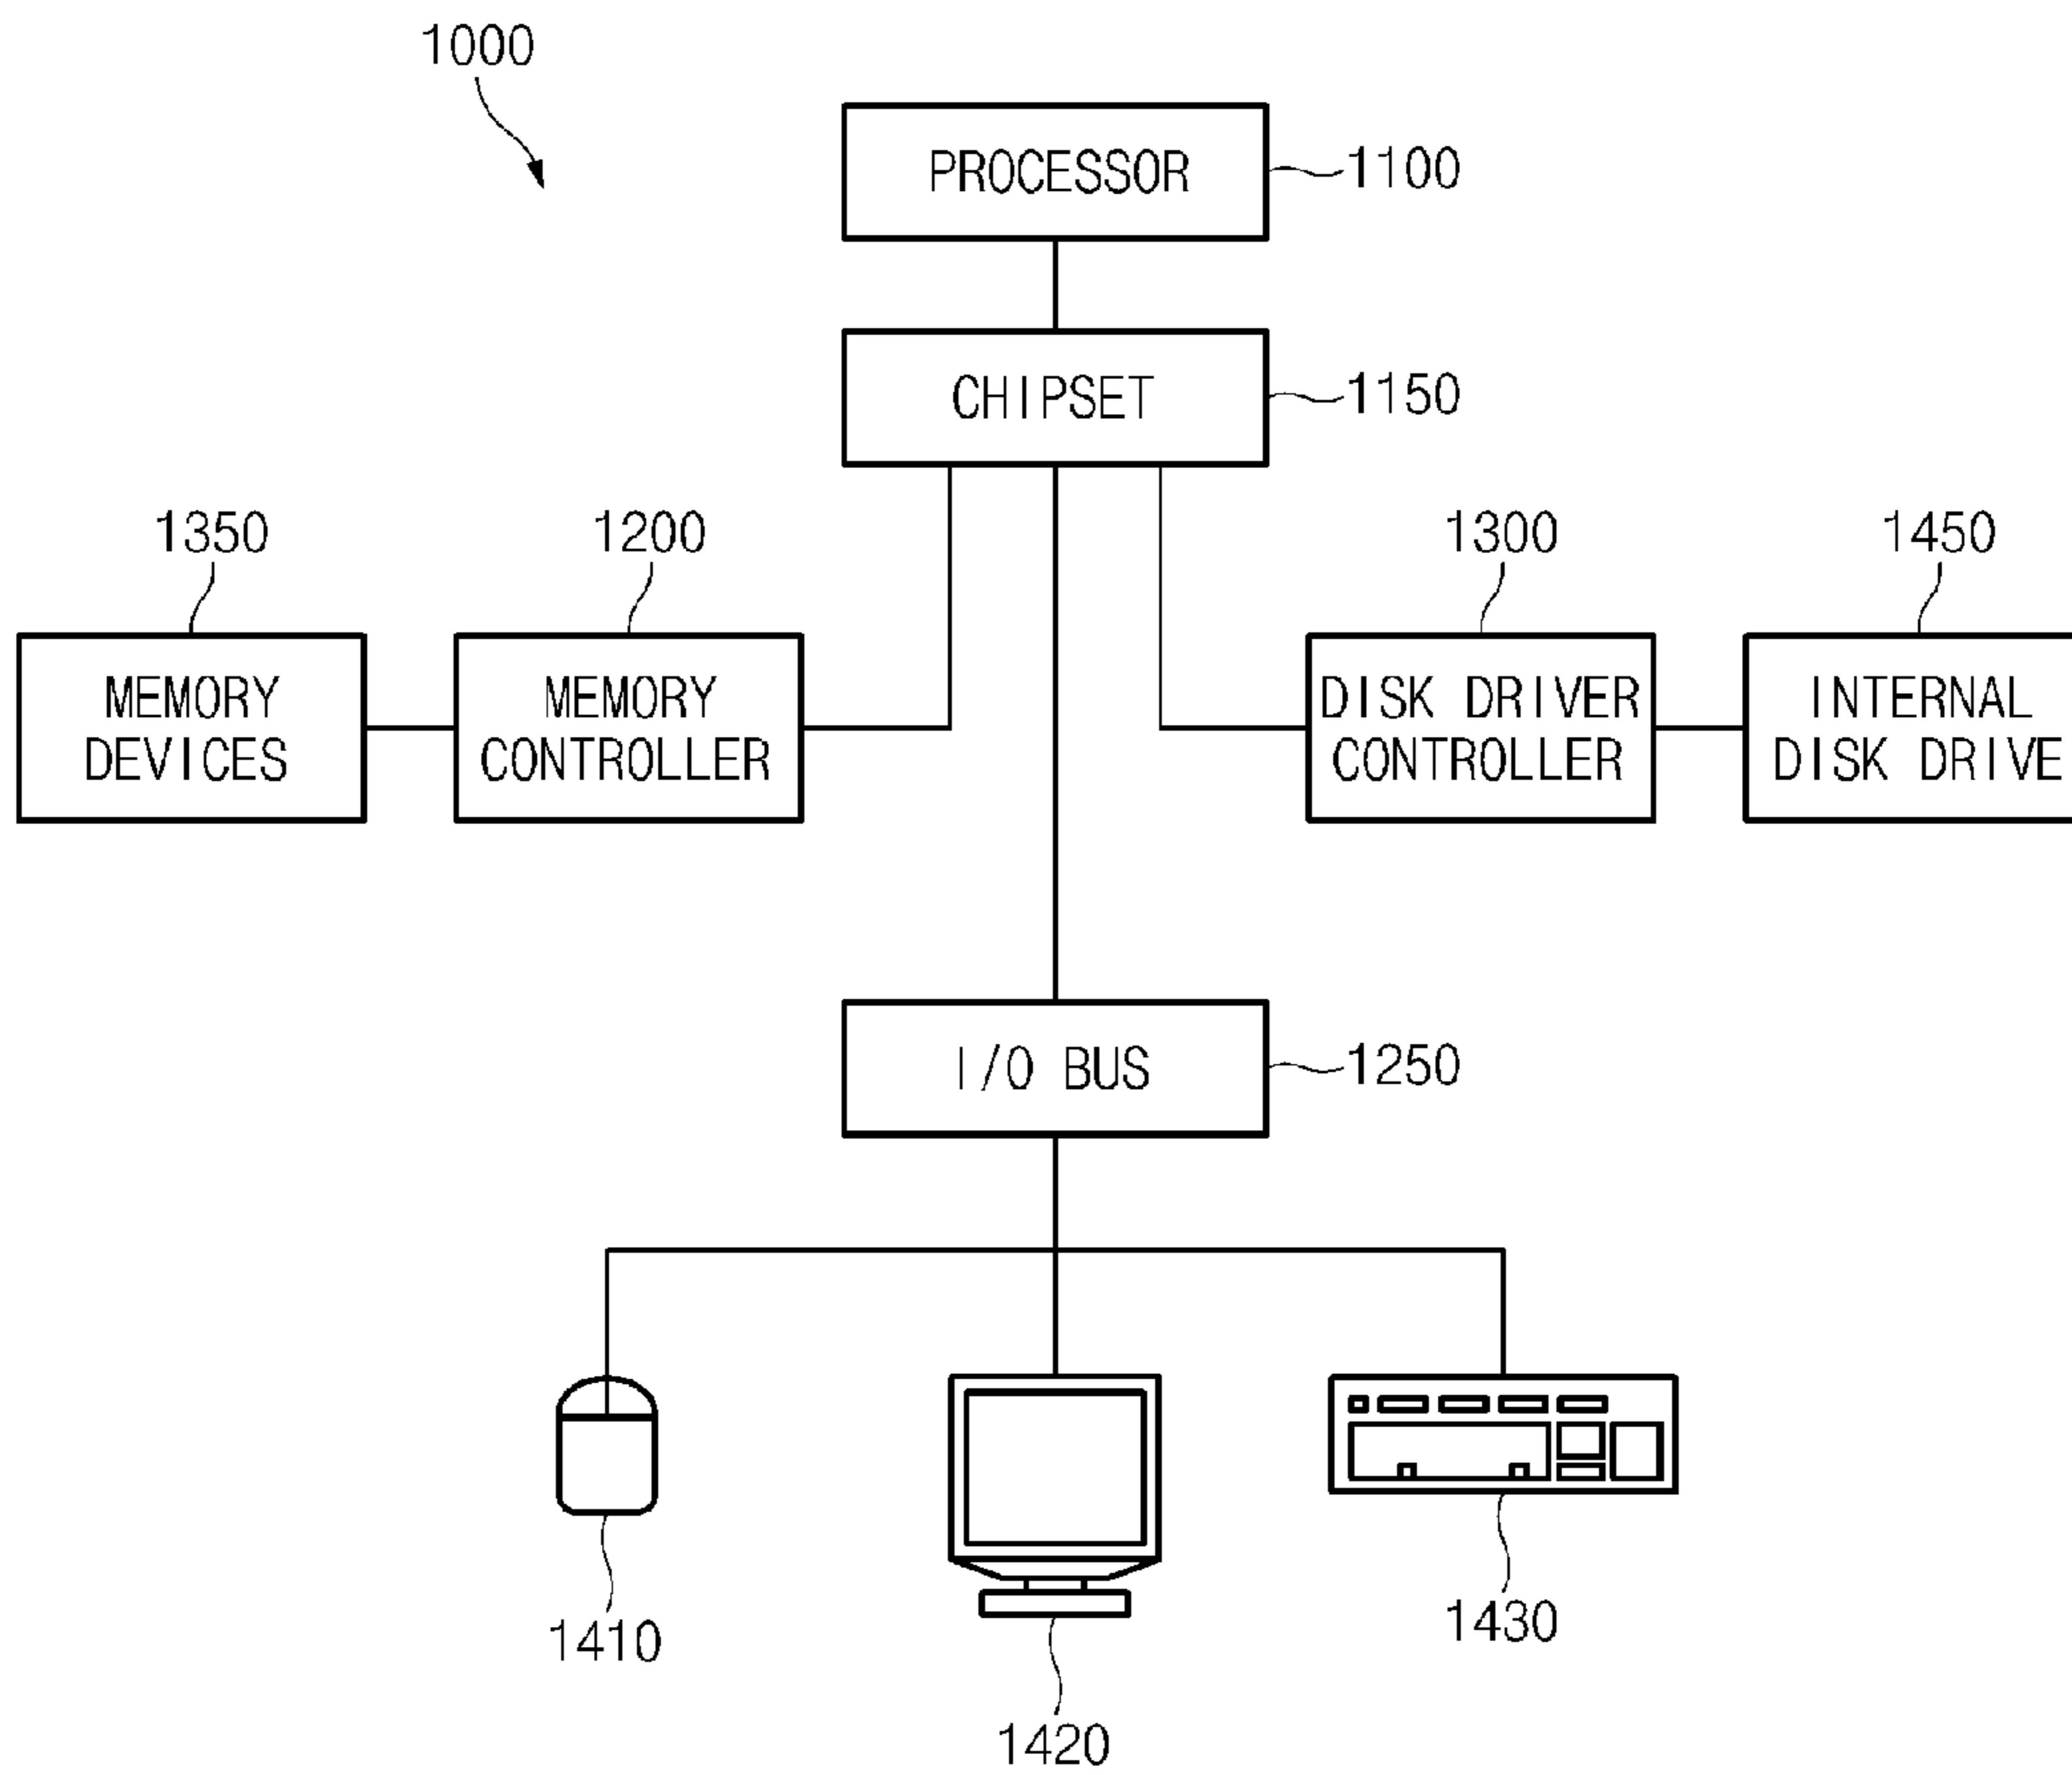 1000
PROCESSOR
1100
CHIPSET
1150
1350
1200
1300
1450
MEMORY
DEVICES
MEMORY
CONTROLLER
DISK DRIVER
CONTROLLER
INTERNAL
DISK DRIVE
I/O BUS
1250
1410
1420
1430